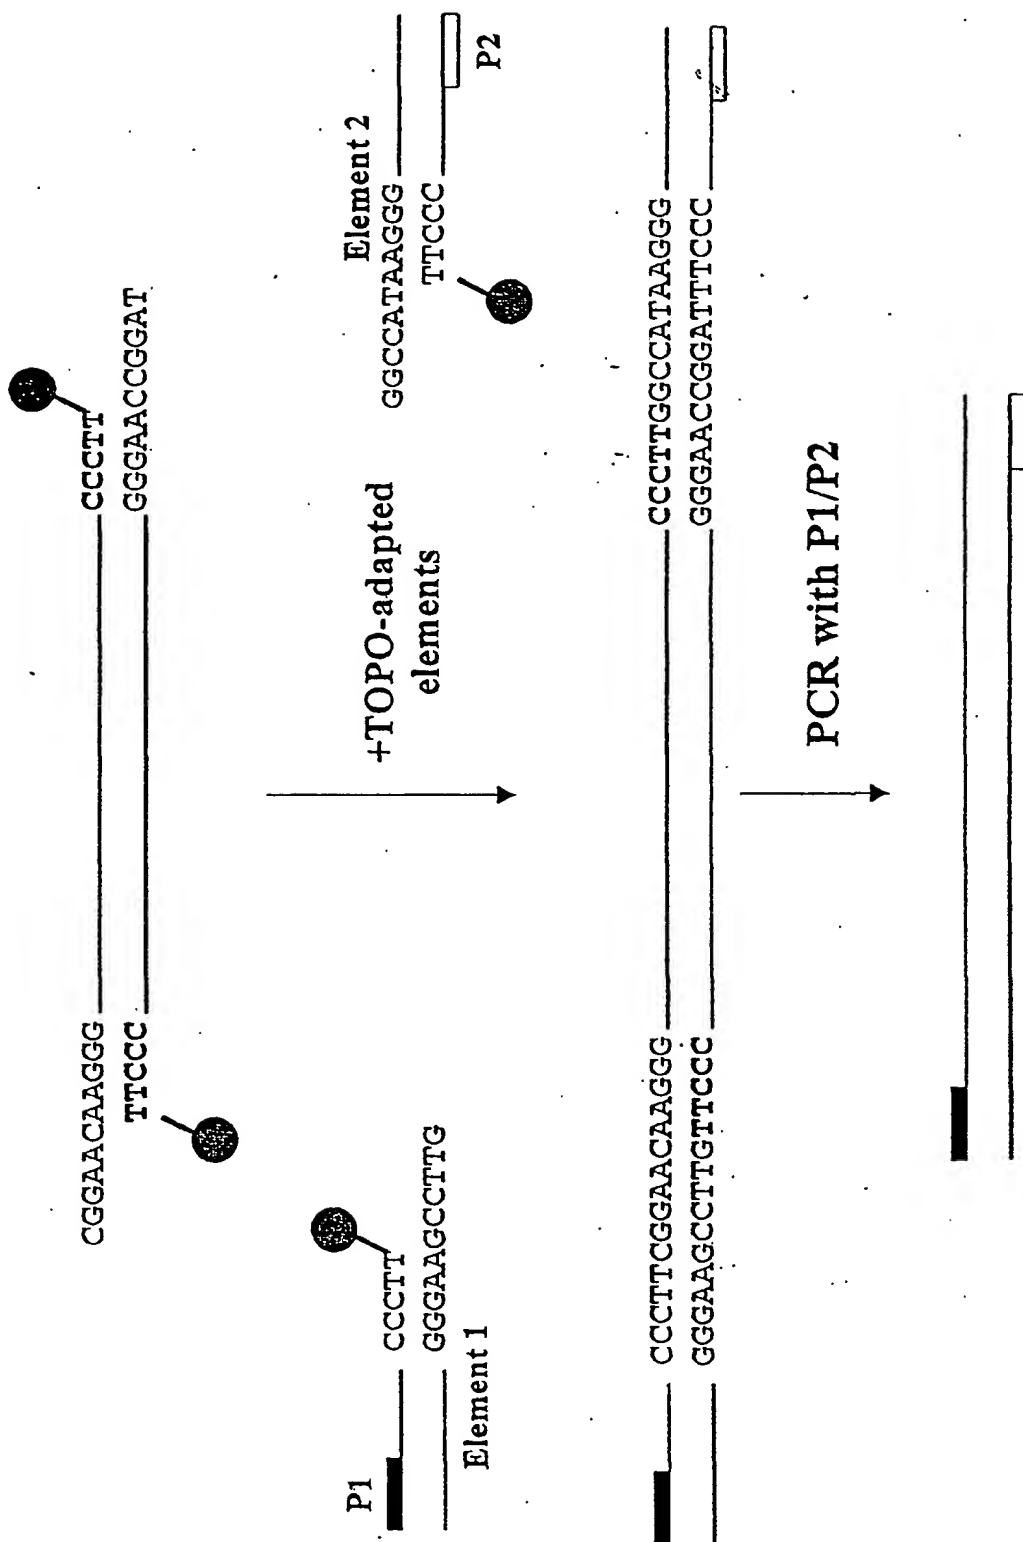 CCCTT
GGGAACCGGAT
CGGAACAAGGG
TTCCC
+TOPO-adapted
elements
P1
CCCTT
GGGAAGCCTTG
Element 1
Element 2
GGCCATAAGGG
TTCCC
P2
CCCTTCGGAACAAGGG
CCCTTGGCCATAAGGG
GGGAAGCCTTGTTCCC
GGGAACCGGATTTCCC
PCR with P1/P2